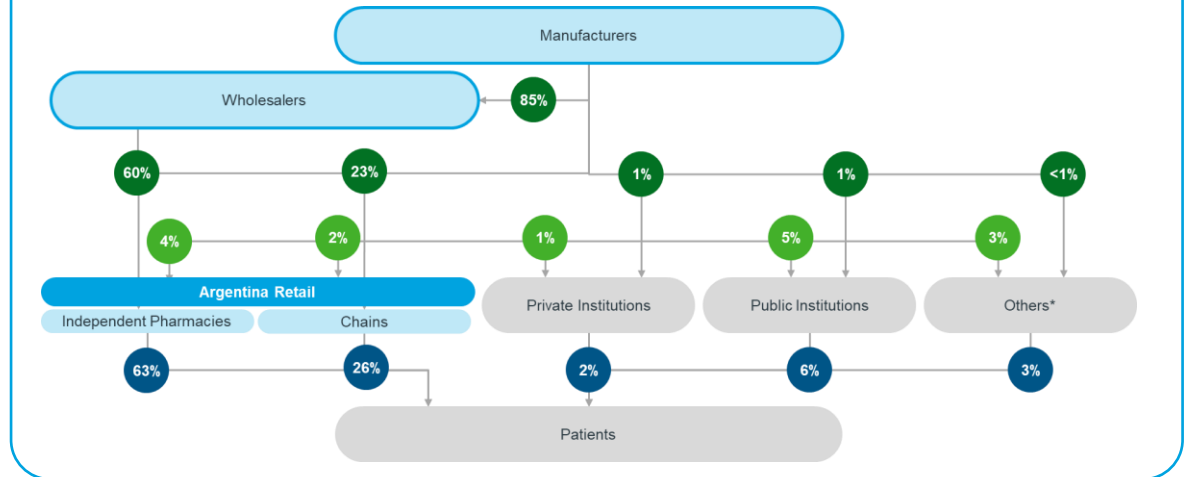 Manufacturers
Wholesalers
85%
60%
23%
1%
1%
<1%
4%
2%
1%
5%
3%
Argentina Retail
Independent Pharmacies
Chains
Private Institutions
Public Institutions
Others*
63%
26%
2%
6%
3%
Patients